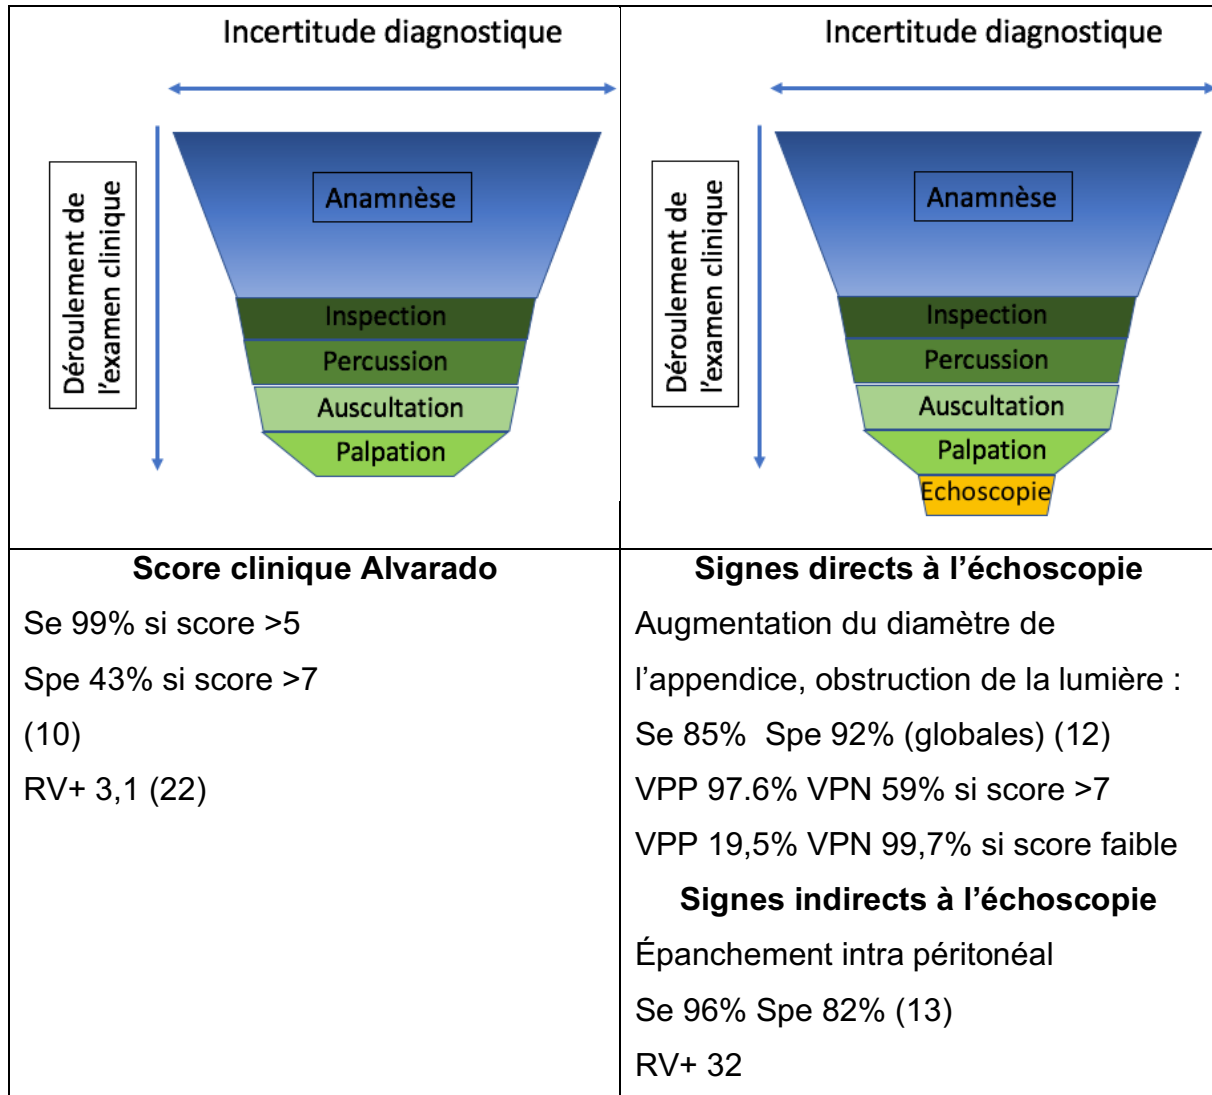 Incertitude diagnostique
Déroulement de
l'examen clinique
Anamnèse
Inspection
Percussion
Auscultation
Palpation
Incertitude diagnostique
Déroulement de
l'examen clinique
Anamnèse
Inspection
Percussion
Auscultation
Palpation
Echoscopie
Score clinique Alvarado
Se 99% si score >5
Spe 43% si score >7
(10)
RV+ 3,1 (22)
Signes directs à l’échoscopie
Augmentation du diamètre de
l’appendice, obstruction de la lumière :
Se 85%  Spe 92% (globales) (12)
VPP 97.6% VPN 59% si score >7
VPP 19,5% VPN 99,7% si score faible
Signes indirects à l’échoscopie
Épanchement intra péritonéal
Se 96% Spe 82% (13)
RV+ 32